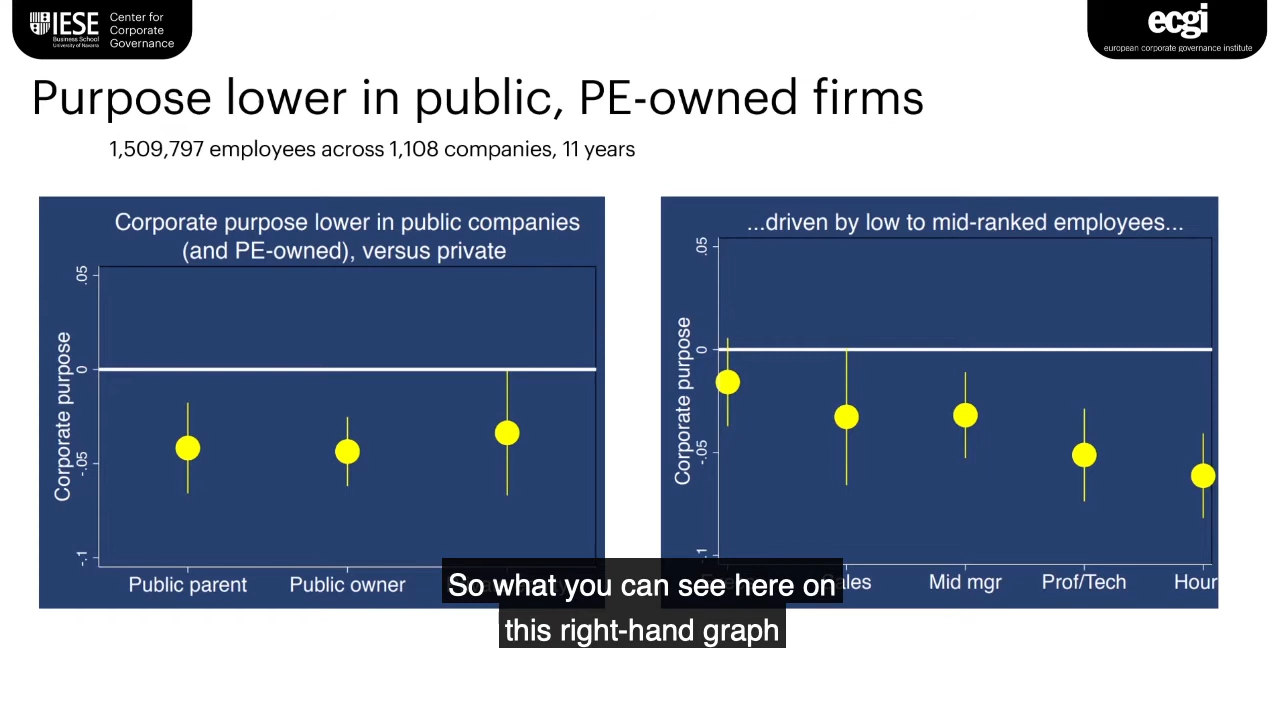 IESE
Business School
University of Navarra
Center for
Corporate
Governance
ecgi
european corporate governance institute
Purpose lower in public, PE-owned firms
1,509,797 employees across 1,108 companies, 11 years
Corporate purpose lower in public companies
(and PE-owned), versus private
Corporate purpose
.05
0
-.05
-.1
Public parent
Public owner
...driven by low to mid-ranked employees...
Corporate purpose
.05
0
-.05
Mid mgr
Prof/Tech
Hour
So what you can see here on
this right-hand graph